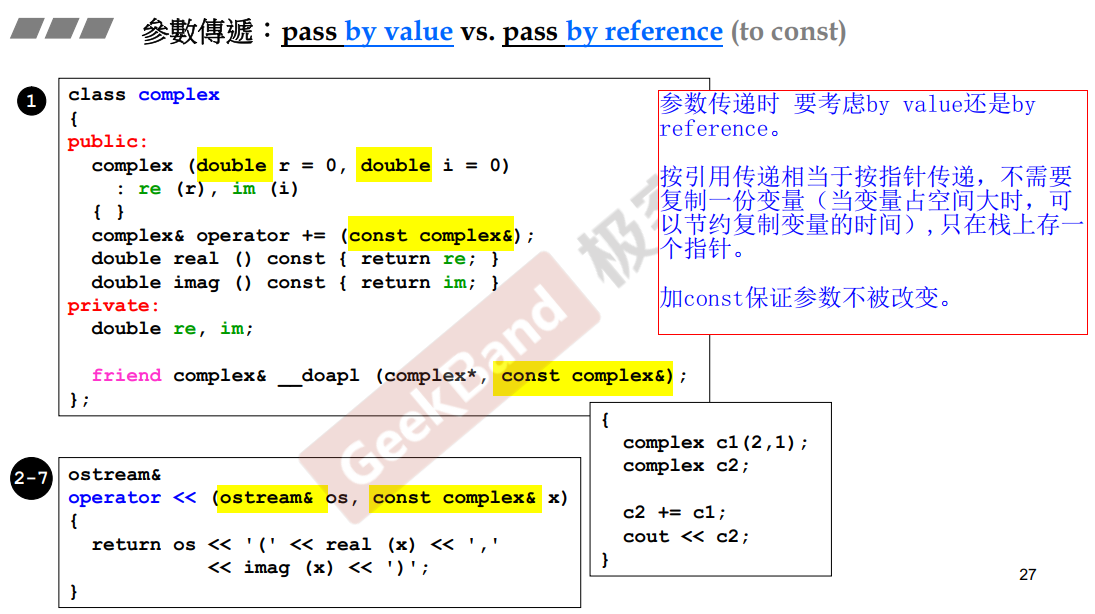 參數傳遞：pass by value vs. pass by reference (to const)
1
class complex
{
public:
  complex (double r = 0, double i = 0)
    : re (r), im (i)
  { }
  complex& operator += (const complex&);
  double real () const { return re; }
  double imag () const { return im; }
private:
  double re, im;

  friend complex& __doapl (complex*, const complex&);
};
参数传递时 要考虑by value还是by
reference。
按引用传递相当于按指针传递，不需要
复制一份变量（当变量占空间大时，可
以节约复制变量的时间）,只在栈上存一
个指针。
加const保证参数不被改变。
{
  complex c1(2,1);
  complex c2;

  c2 += c1;
  cout << c2;
}
2-7
ostream&
operator << (ostream& os, const complex& x)
{
  return os << '(' << real (x) << ','
            << imag (x) << ')';
}
GeekBand
27